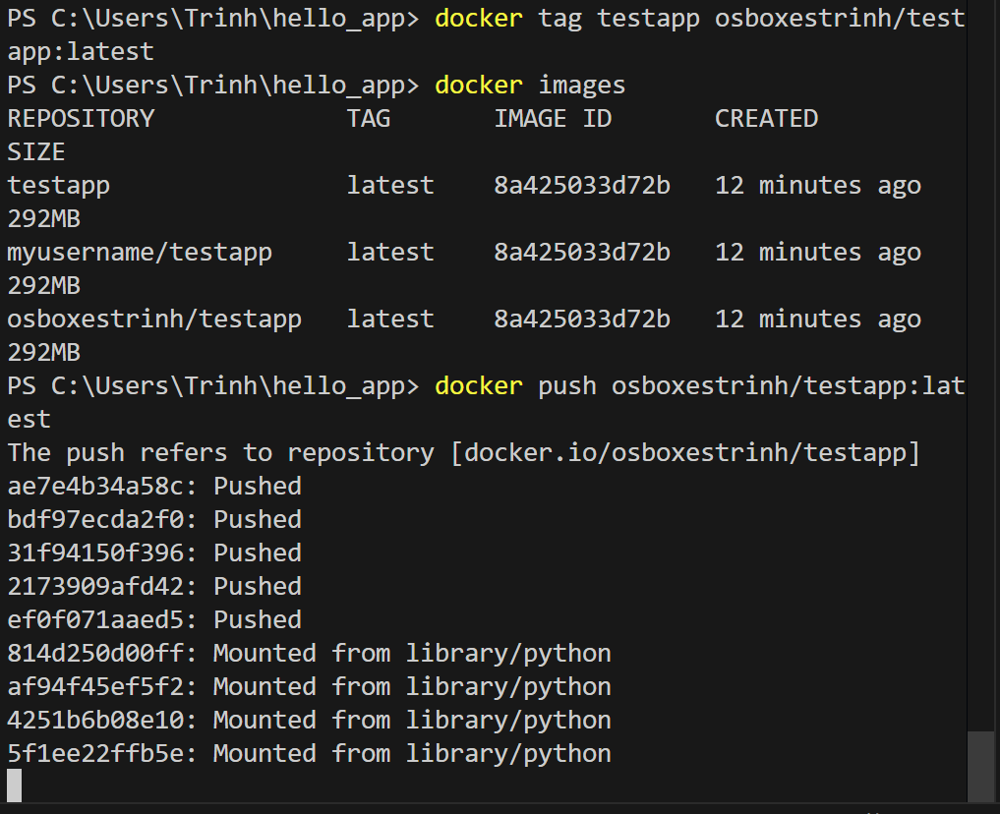 PS C:\Users\Trinh\hello_app> docker tag testapp osboxestrinh/test
app:latest
PS C:\Users\Trinh\hello_app> docker images
REPOSITORY             TAG       IMAGE ID       CREATED
SIZE
testapp                latest    8a425033d72b   12 minutes ago
292MB
myusername/testapp     latest    8a425033d72b   12 minutes ago
292MB
osboxestrinh/testapp   latest    8a425033d72b   12 minutes ago
292MB
PS C:\Users\Trinh\hello_app> docker push osboxestrinh/testapp:lat
est
The push refers to repository [docker.io/osboxestrinh/testapp]
ae7e4b34a58c: Pushed
bdf97ecda2f0: Pushed
31f94150f396: Pushed
2173909afd42: Pushed
ef0f071aaed5: Pushed
814d250d00ff: Mounted from library/python
af94f45ef5f2: Mounted from library/python
4251b6b08e10: Mounted from library/python
5f1ee22ffb5e: Mounted from library/python